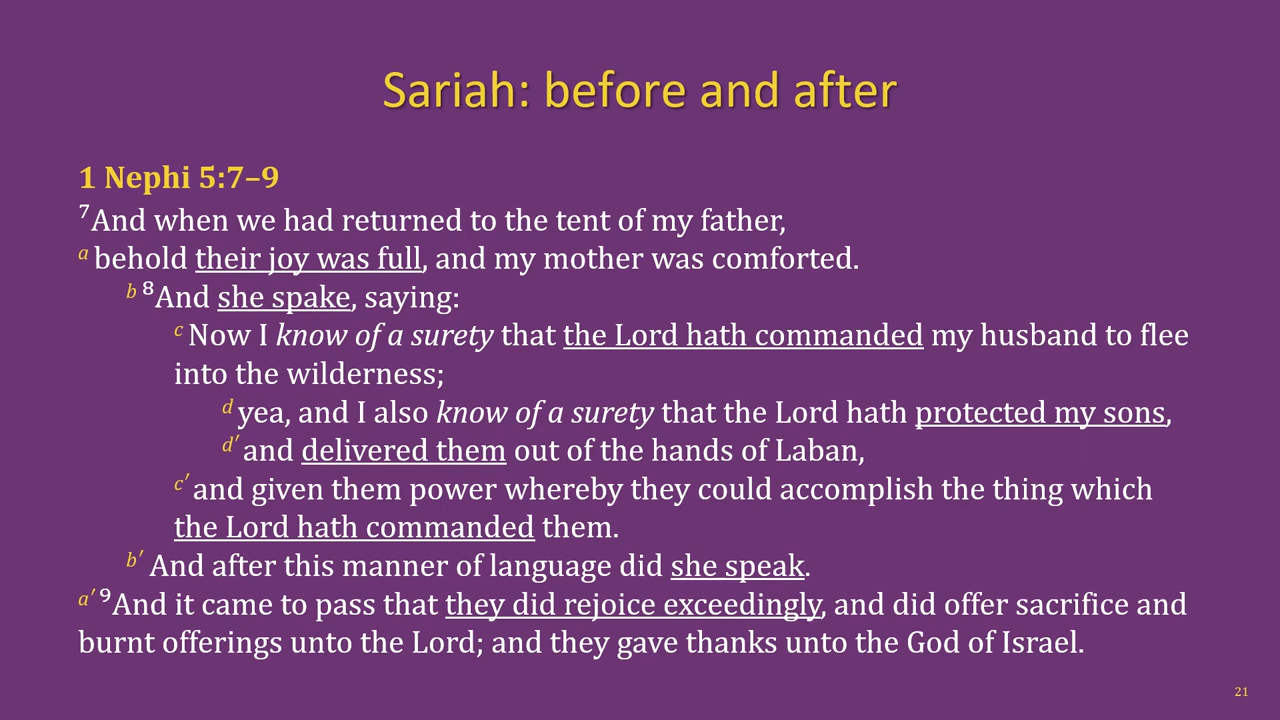 Sariah: before and after
1 Nephi 5:7–9
⁷And when we had returned to the tent of my father,
a behold their joy was full, and my mother was comforted.
b ⁸And she spake, saying:
c Now I know of a surety that the Lord hath commanded my husband to flee
into the wilderness;
d yea, and I also know of a surety that the Lord hath protected my sons,
d′ and delivered them out of the hands of Laban,
c′ and given them power whereby they could accomplish the thing which
the Lord hath commanded them.
b′ And after this manner of language did she speak.
a′ ⁹And it came to pass that they did rejoice exceedingly, and did offer sacrifice and
burnt offerings unto the Lord; and they gave thanks unto the God of Israel.
21